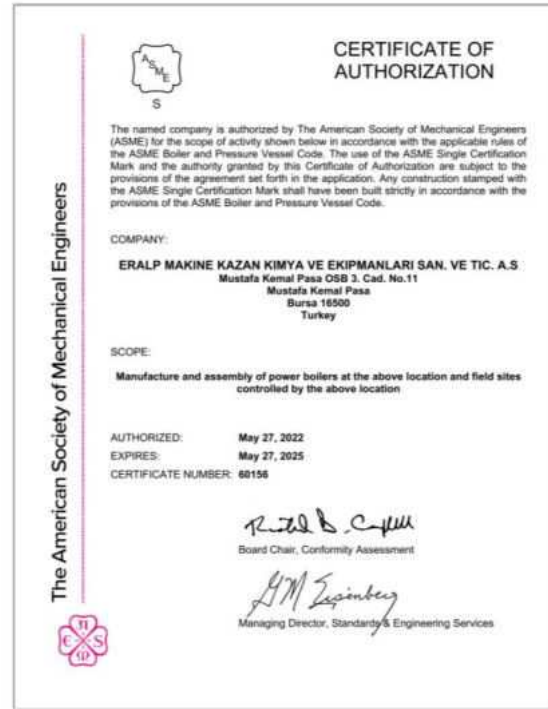 ASME
S
CERTIFICATE OF
AUTHORIZATION
The named company is authorized by The American Society of Mechanical Engineers
(ASME) for the scope of activity shown below in accordance with the applicable rules of
the ASME Boiler and Pressure Vessel Code. The use of the ASME Single Certification
Mark and the authority granted by this Certificate of Authorization are subject to the
provisions of the agreement set forth in the application. Any construction stamped with
the ASME Single Certification Mark shall have been built strictly in accordance with the
provisions of the ASME Boiler and Pressure Vessel Code.
COMPANY:
ERALP MAKINE KAZAN KIMYA VE EKIPMANLARI SAN. VE TIC. A.S
Mustafa Kemal Pasa OSB 3. Cad. No.11
Mustafa Kemal Pasa
Bursa 16500
Turkey
SCOPE:
Manufacture and assembly of power boilers at the above location and field sites
controlled by the above location
AUTHORIZED: May 27, 2022
EXPIRES: May 27, 2025
CERTIFICATE NUMBER: 60156
Board Chair, Conformity Assessment
GM Eisenberg
Managing Director, Standards & Engineering Services
The American Society of Mechanical Engineers